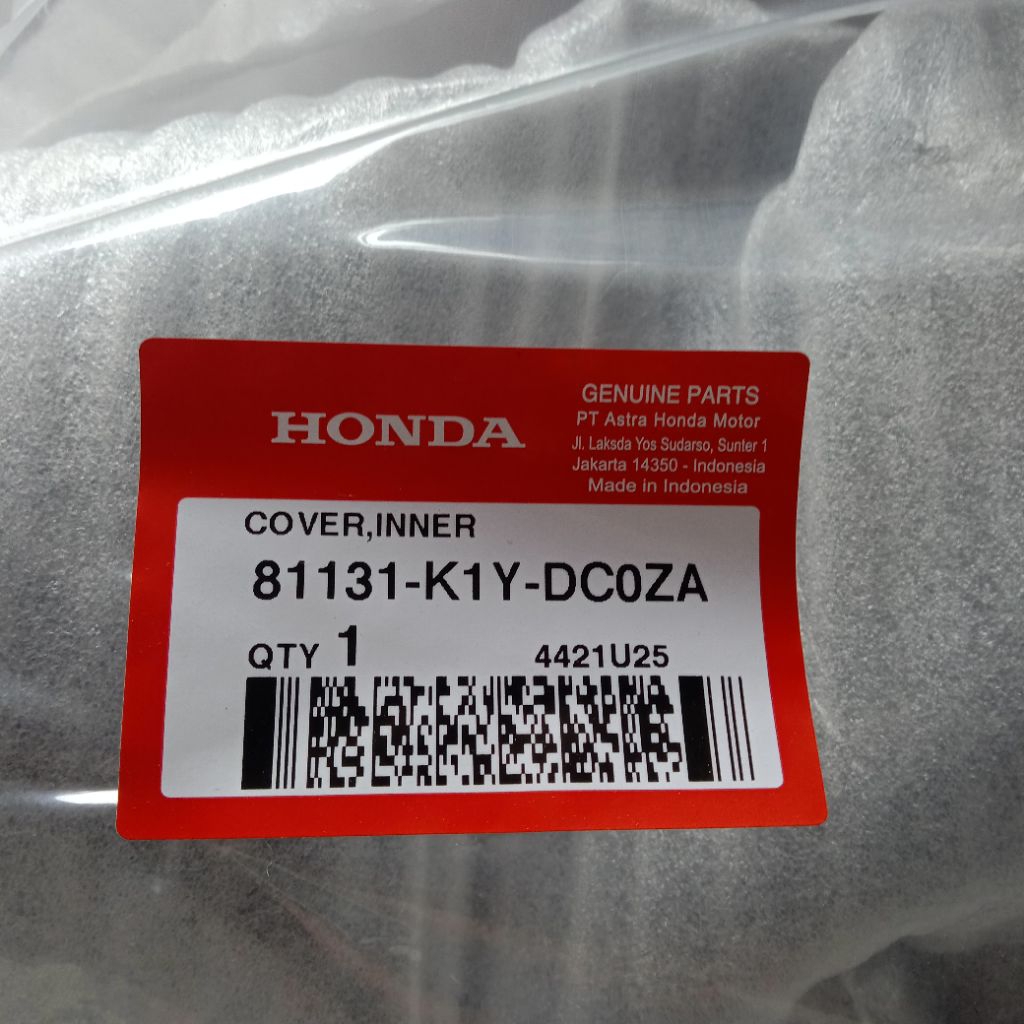 HONDA
GENUINE PARTS
PT Astra Honda Motor
Jl. Laksda Yos Sudarso, Sunter 1
Jakarta 14350 - Indonesia
Made in Indonesia
COVER,INNER
81131-K1Y-DC0ZA
QTY 1
4421U25